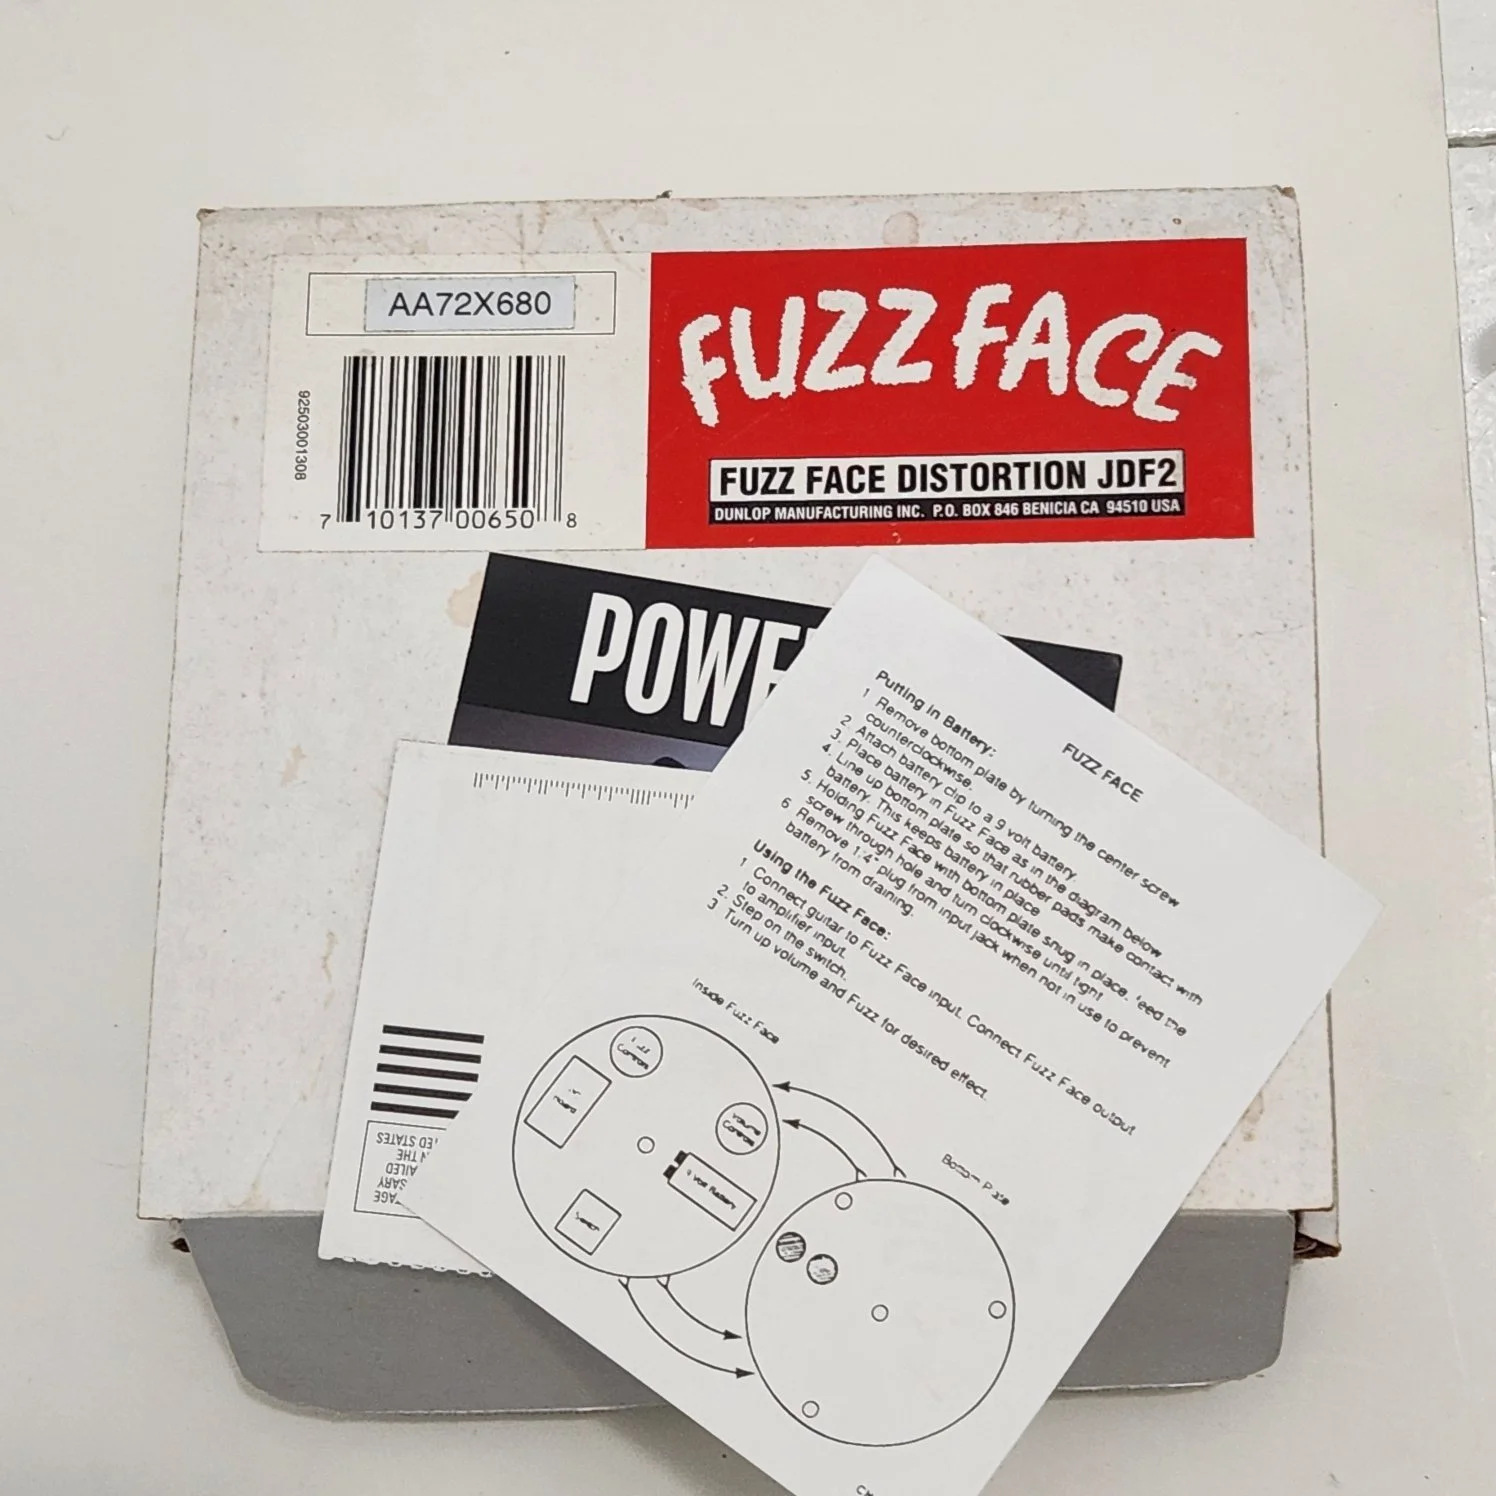 AA72X680
92503001308
7 10137 00650 8
FUZZ FACE
FUZZ FACE DISTORTION JDF2
DUNLOP MANUFACTURING INC. P.O. BOX 846 BENICIA CA 94510 USA
POWE
FUZZ FACE
Putting in Battery:
1 Remove bottom plate by turning the center screw
counterclockwise.
2. Attach battery clip to a 9 volt battery.
3. Place battery in Fuzz Face as in the diagram below
4. Line up bottom plate so that rubber pads make contact with
battery. This keeps battery in place
5. Holding Fuzz Face with bottom plate snug in place, feed the
screw through hole and turn clockwise until tight
6 Remove 1/4" plug from input jack when not in use to prevent
battery from draining.
Using the Fuzz Face:
1 Connect guitar to Fuzz Face input. Connect Fuzz Face output
to amplifier input.
2. Step on the switch.
3 Turn up volume and Fuzz for desired effect.
Inside Fuzz Face
Controls
Board
Volume
Controls
9 Volt Battery
Switch
Bottom Plate
TAGE
SARY
AILED
N THE
ED STATES